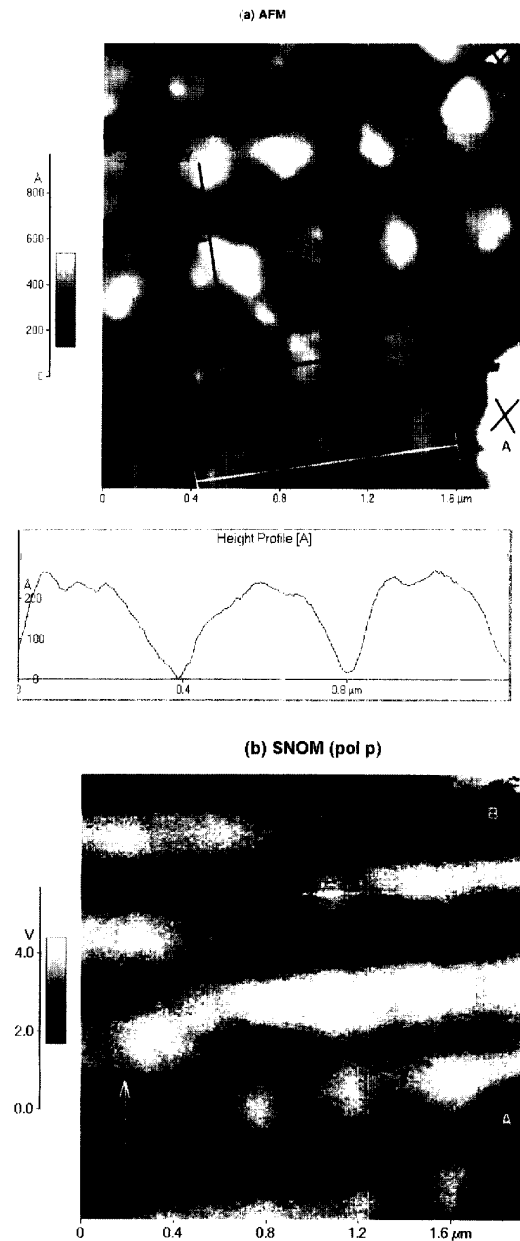 (a) AFM
Å
800
600
400
200
0
A
0 0.4 0.8 1.2 1.6 µm
Height Profile [A]
Å
200
100
0
0 0.4 0.8 µm
(b) SNOM (pol p)
B
V
4.0
2.0
0.0
A
0 0.4 0.8 1.2 1.6 µm